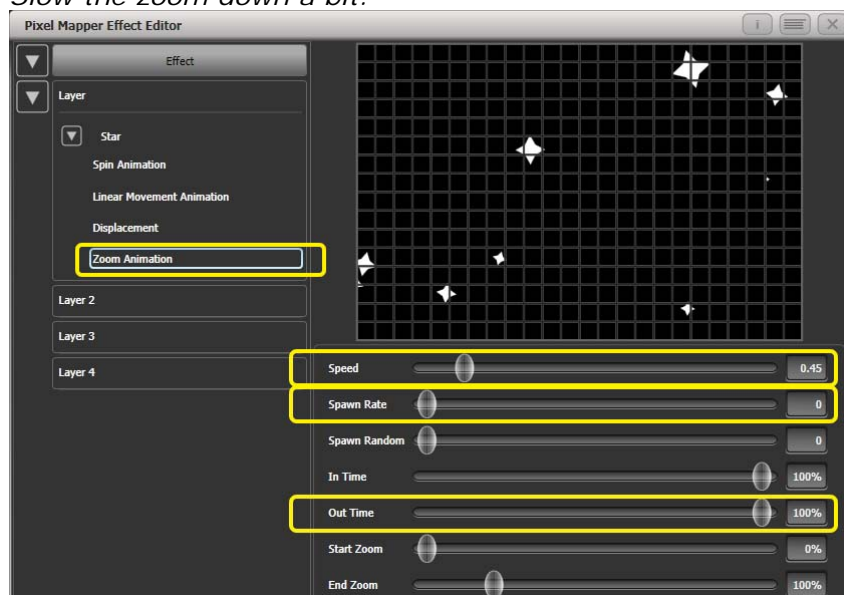 Slow the zoom down a bit:
Pixel Mapper Effect Editor
i
Effect
Layer
Star
Spin Animation
Linear Movement Animation
Displacement
Zoom Animation
Layer 2
Layer 3
Layer 4
Speed 0.45
Spawn Rate 0
Spawn Random 0
In Time 100%
Out Time 100%
Start Zoom 0%
End Zoom 100%